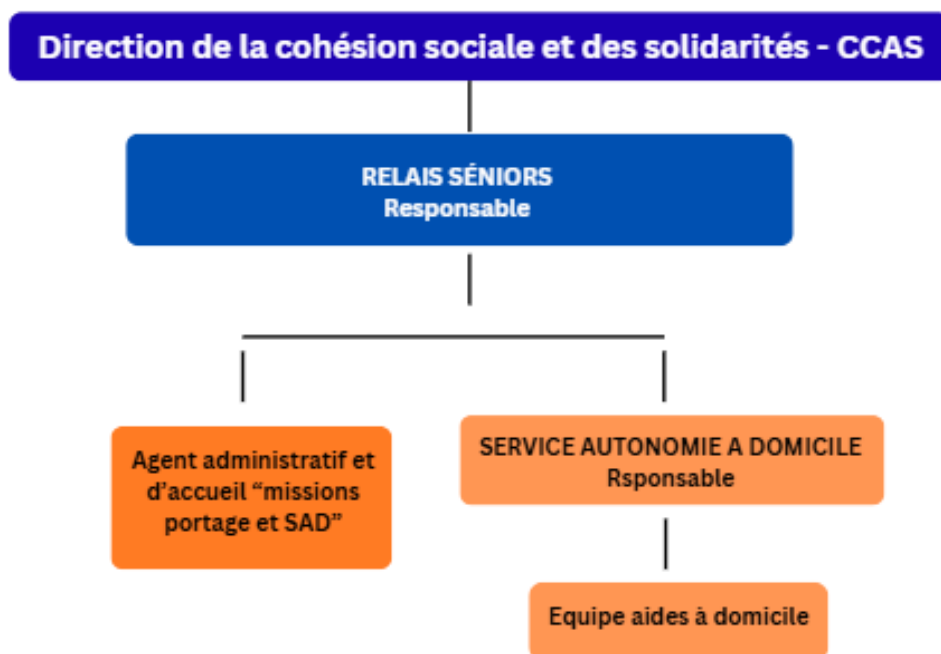 Direction de la cohésion sociale et des solidarités - CCAS
RELAIS SÉNIORS
Responsable
Agent administratif et
d'accueil “missions
portage et SAD”
SERVICE AUTONOMIE A DOMICILE
Rsponsable
Equipe aides à domicile